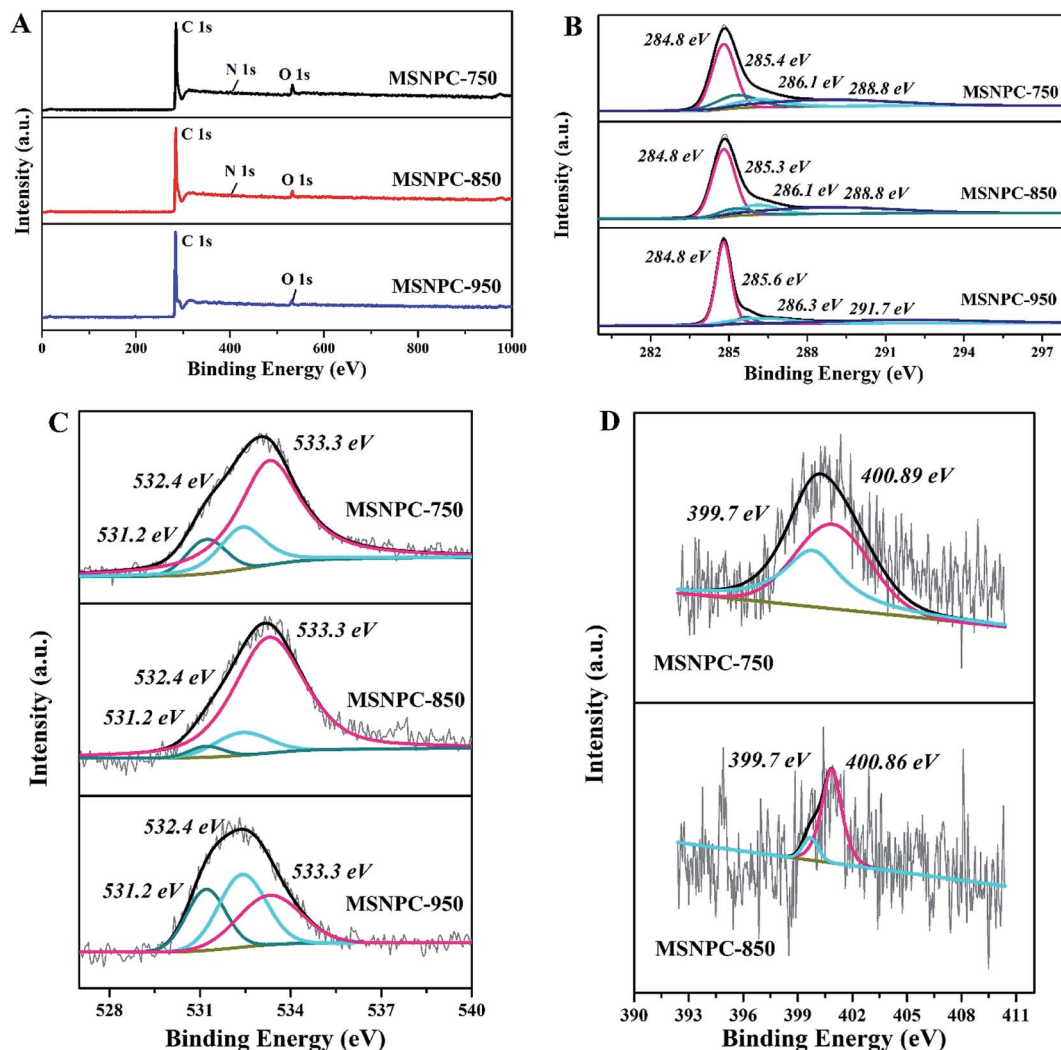 A
C 1s
N 1s
O 1s
MSNPC-750
C 1s
N 1s
O 1s
MSNPC-850
C 1s
O 1s
MSNPC-950
Intensity (a.u.)
0 200 400 600 800 1000
Binding Energy (eV)
B
284.8 eV
285.4 eV
286.1 eV
288.8 eV
MSNPC-750
284.8 eV
285.3 eV
286.1 eV
288.8 eV
MSNPC-850
284.8 eV
285.6 eV
286.3 eV
291.7 eV
MSNPC-950
Intensity (a.u.)
282 285 288 291 294 297
Binding Energy (eV)
C
533.3 eV
532.4 eV
531.2 eV
MSNPC-750
533.3 eV
532.4 eV
531.2 eV
MSNPC-850
532.4 eV
531.2 eV
533.3 eV
MSNPC-950
Intensity (a.u.)
528 531 534 537 540
Binding Energy (eV)
D
399.7 eV
400.89 eV
MSNPC-750
399.7 eV
400.86 eV
MSNPC-850
Intensity (a.u.)
390 393 396 399 402 405 408 411
Binding Energy (eV)